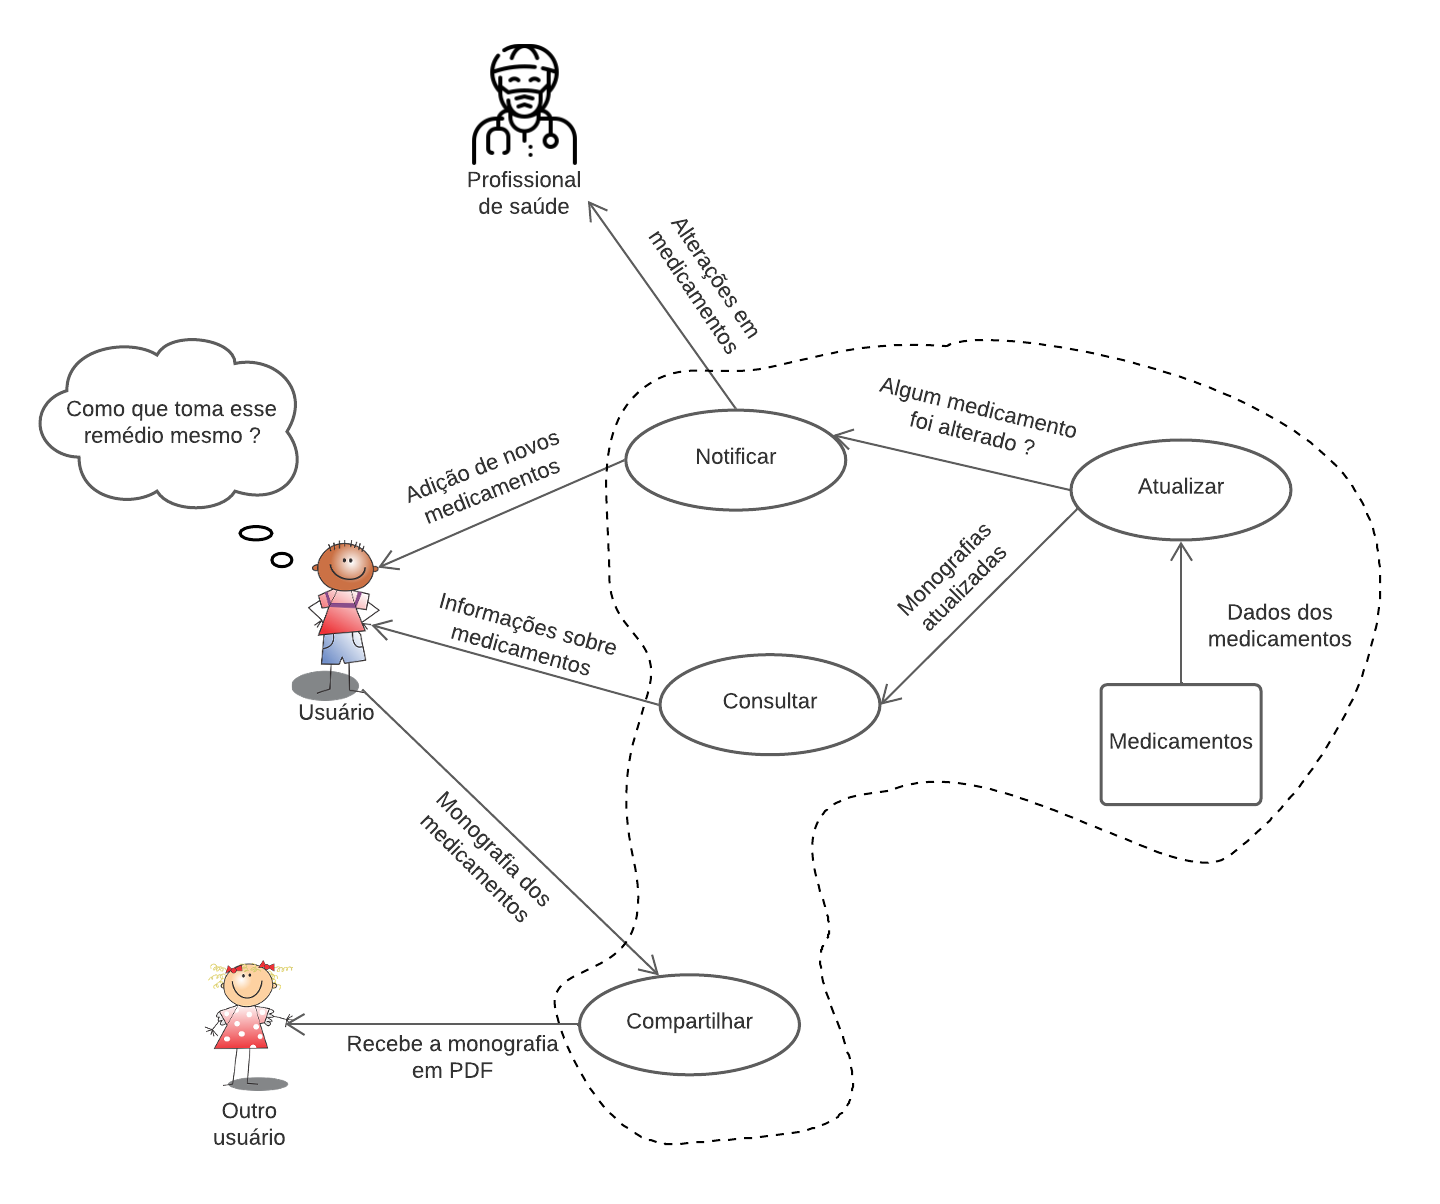 Profissional
de saúde
Alterações em
medicamentos
Como que toma esse
remédio mesmo ?
Adição de novos
medicamentos
Notificar
Algum medicamento
foi alterado ?
Atualizar
Monografias
atualizadas
Informações sobre
medicamentos
Dados dos
medicamentos
Usuário
Consultar
Medicamentos
Monografia dos
medicamentos
Compartilhar
Recebe a monografia
em PDF
Outro
usuário